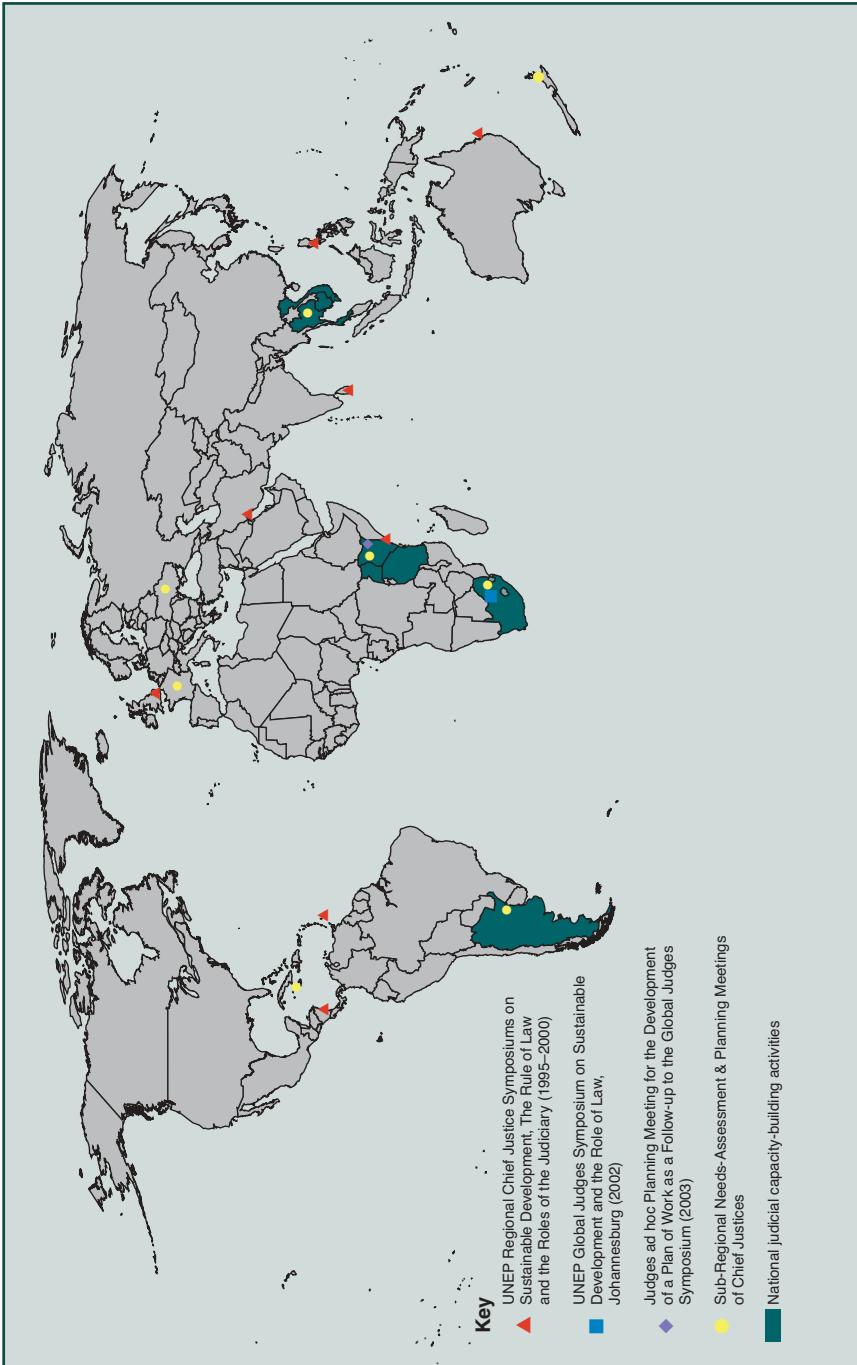 Key
UNEP Regional Chief Justice Symposiums on
Sustainable Development, The Rule of Law
and the Roles of the Judiciary (1995–2000)
UNEP Global Judges Symposium on Sustainable
Development and the Role of Law,
Johannesburg (2002)
Judges ad hoc Planning Meeting for the Development
of a Plan of Work as a Follow-up to the Global Judges
Symposium (2003)
Sub-Regional Needs-Assessment & Planning Meetings
of Chief Justices
National judicial capacity-building activities